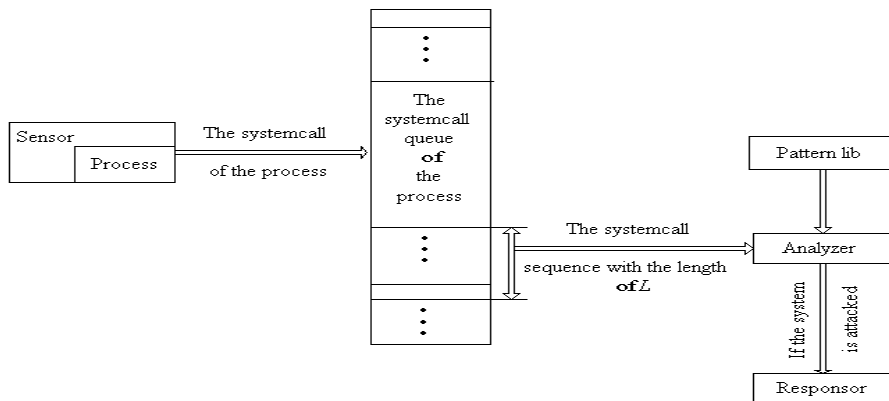 Sensor
Process
The systemcall
of the process
The
systemcall
queue
of
the
process
The systemcall
sequence with the length
of L
Pattern lib
Analyzer
If the system
is attacked
Responsor